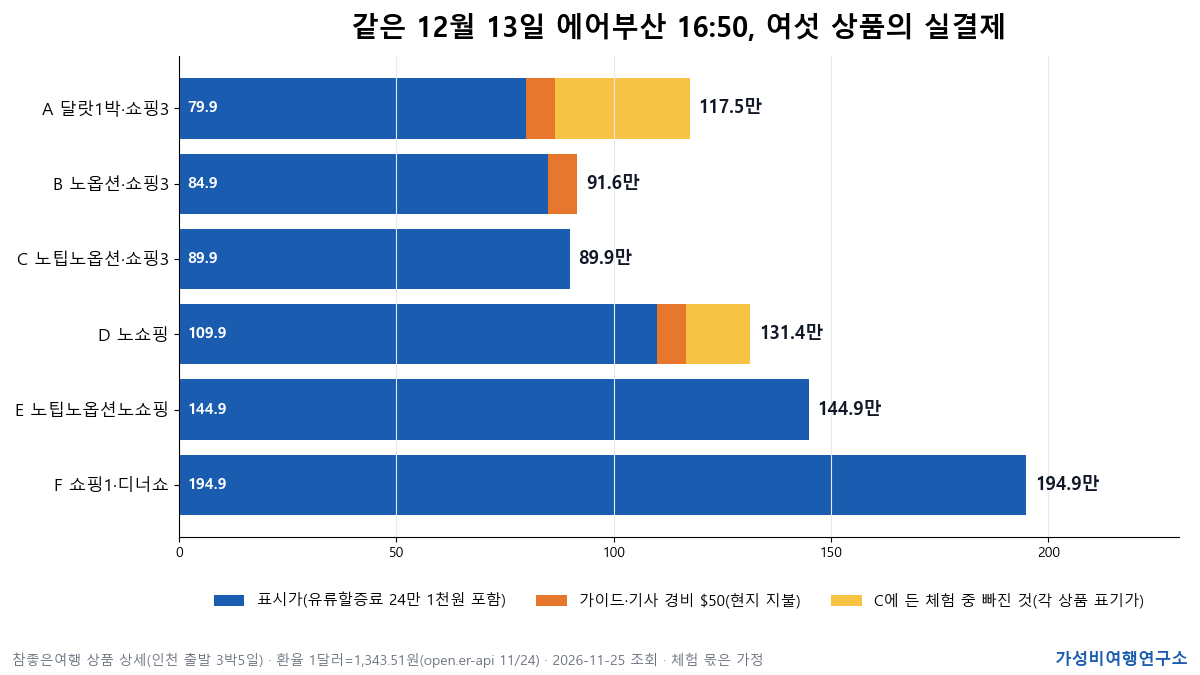 같은 12월 13일 에어부산 16:50, 여섯 상품의 실결제
A 달랏1박·쇼핑3 79.9 117.5만
B 노옵션·쇼핑3 84.9 91.6만
C 노팁노옵션·쇼핑3 89.9 89.9만
D 노쇼핑 109.9 131.4만
E 노팁노옵션노쇼핑 144.9 144.9만
F 쇼핑1·디너쇼 194.9 194.9만
0 50 100 150 200
표시가(유류할증료 24만 1천원 포함) 가이드·기사 경비 $50(현지 지불) C에 든 체험 중 빠진 것(각 상품 표기가)
참좋은여행 상품 상세(인천 출발 3박5일) · 환율 1달러=1,343.51원(open.er-api 11/24) · 2026-11-25 조회 · 체험 몫은 가정 가성비여행연구소